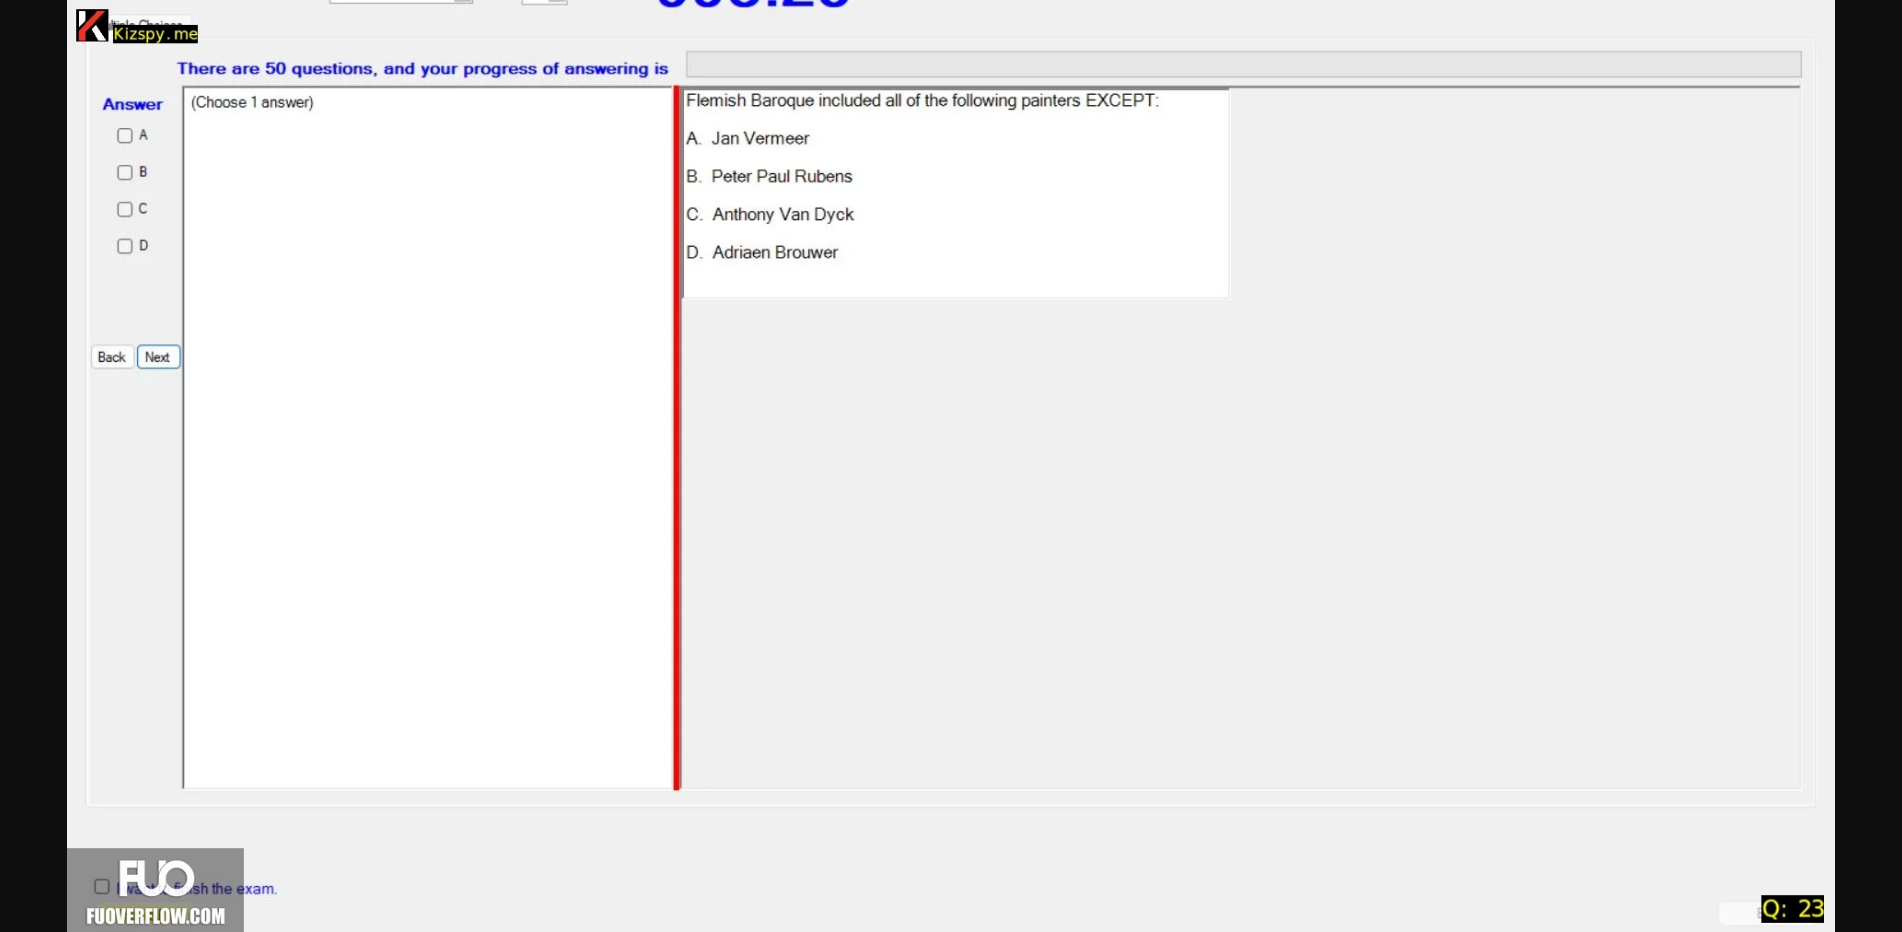 Kizspy.me
There are 50 questions, and your progress of answering is
Answer
(Choose 1 answer)
A
B
C
D
Back Next
Flemish Baroque included all of the following painters EXCEPT:
A. Jan Vermeer
B. Peter Paul Rubens
C. Anthony Van Dyck
D. Adriaen Brouwer
I want finish the exam.
FUO
FUOVERFLOW.COM
Q: 23